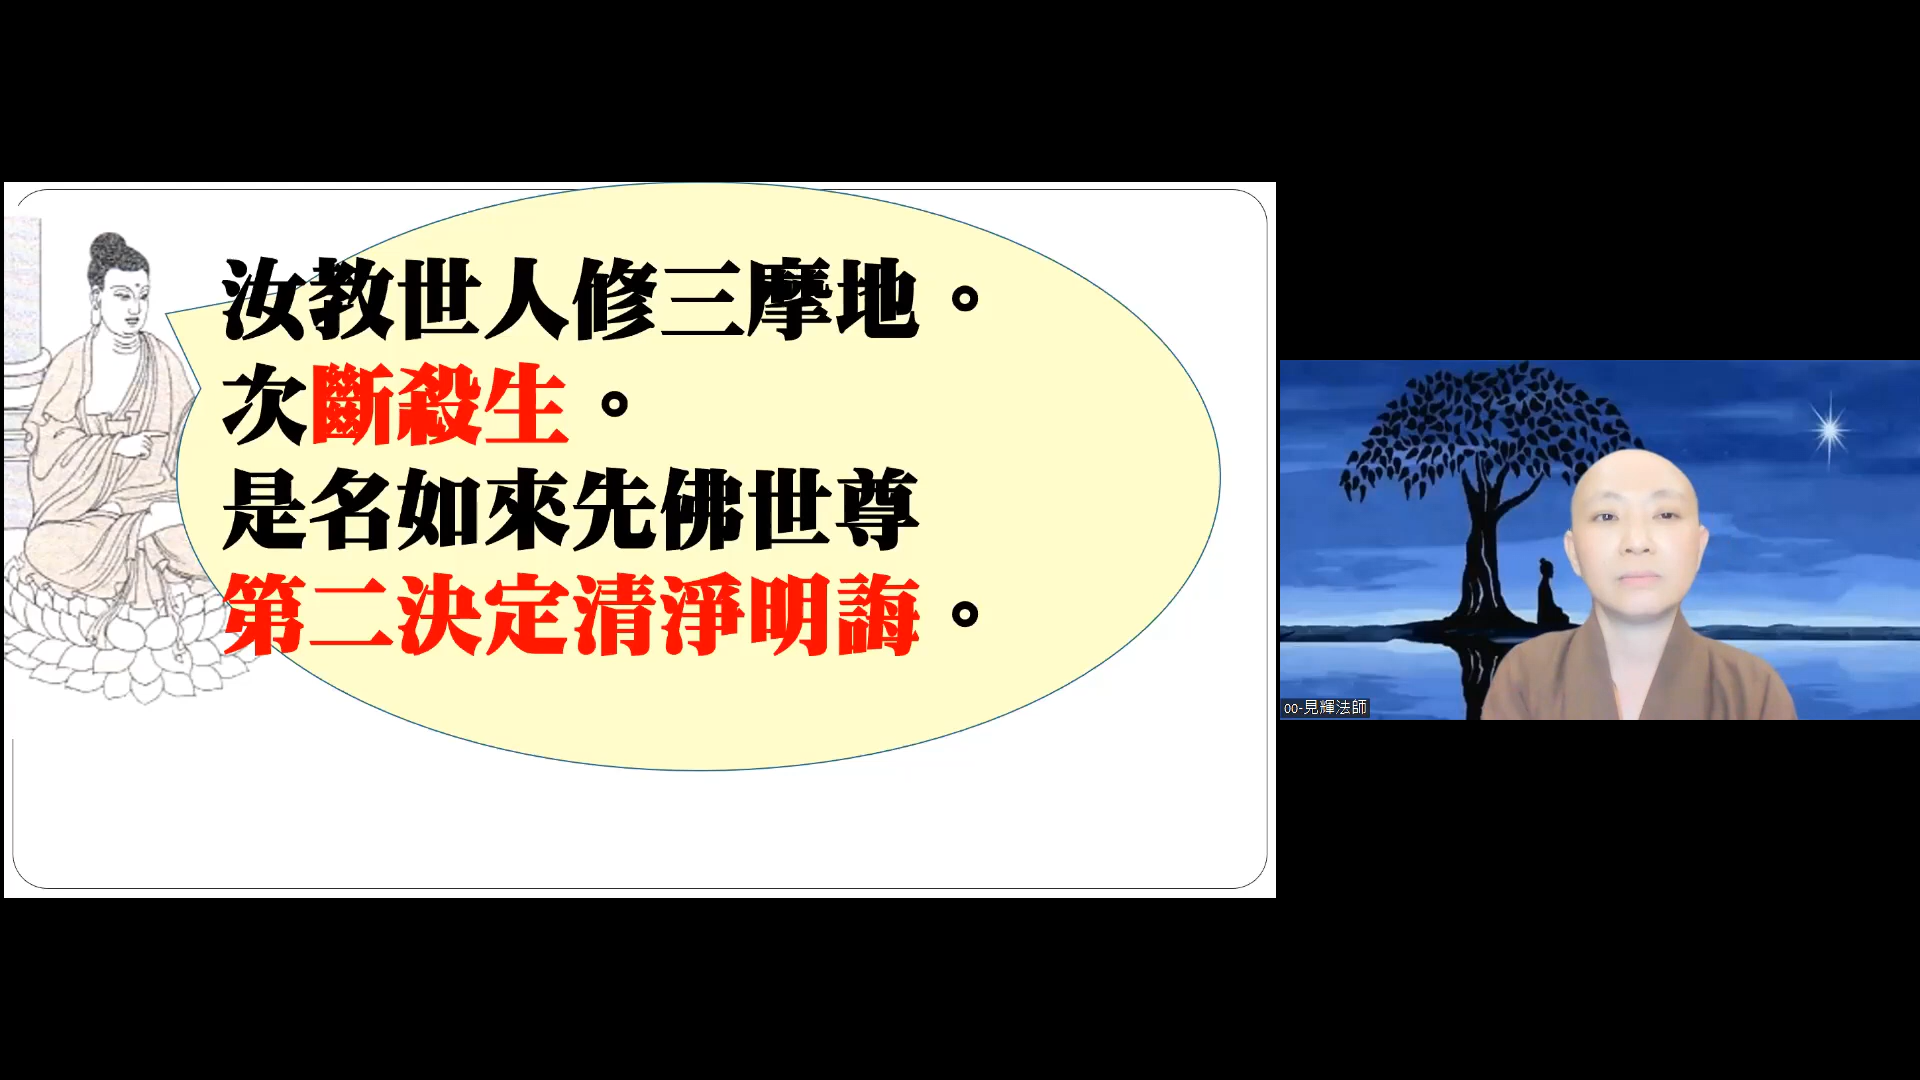 汝教世人修三摩地。
次斷殺生。
是名如來先佛世尊
第二決定清淨明誨。
00-見輝法師